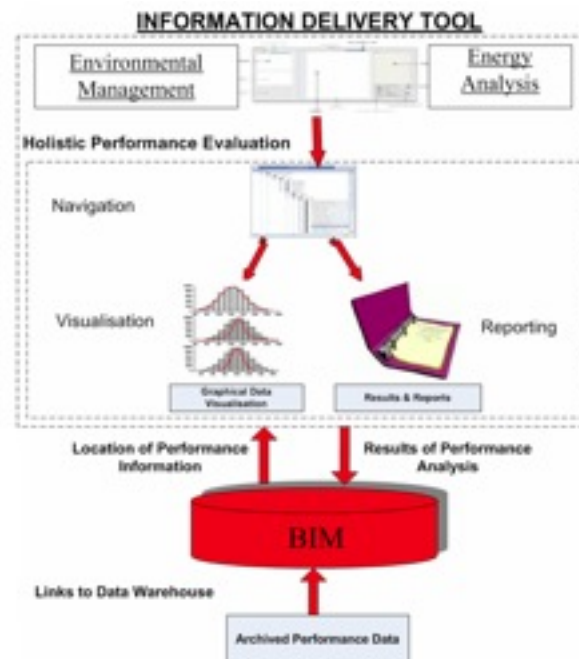 INFORMATION DELIVERY TOOL
Environmental
Management
Energy
Analysis
Holistic Performance Evaluation
Navigation
Visualisation
Reporting
Graphical Data
Visualisation
Results & Reports
Location of Performance
Information
Results of Performance
Analysis
BIM
Links to Data Warehouse
Archived Performance Data